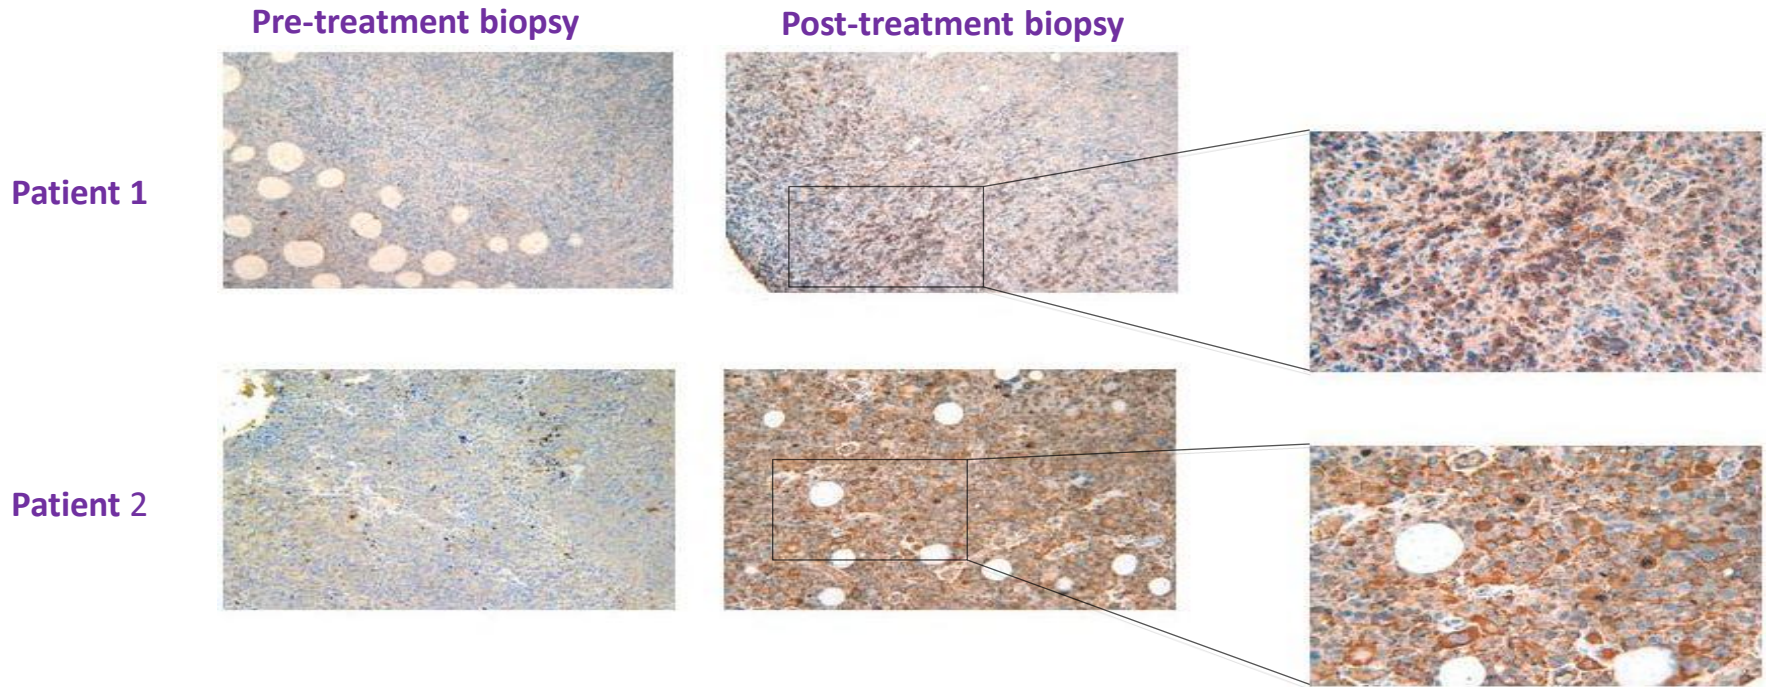 Pre-treatment biopsy
Post-treatment biopsy
Patient 1
Patient 2